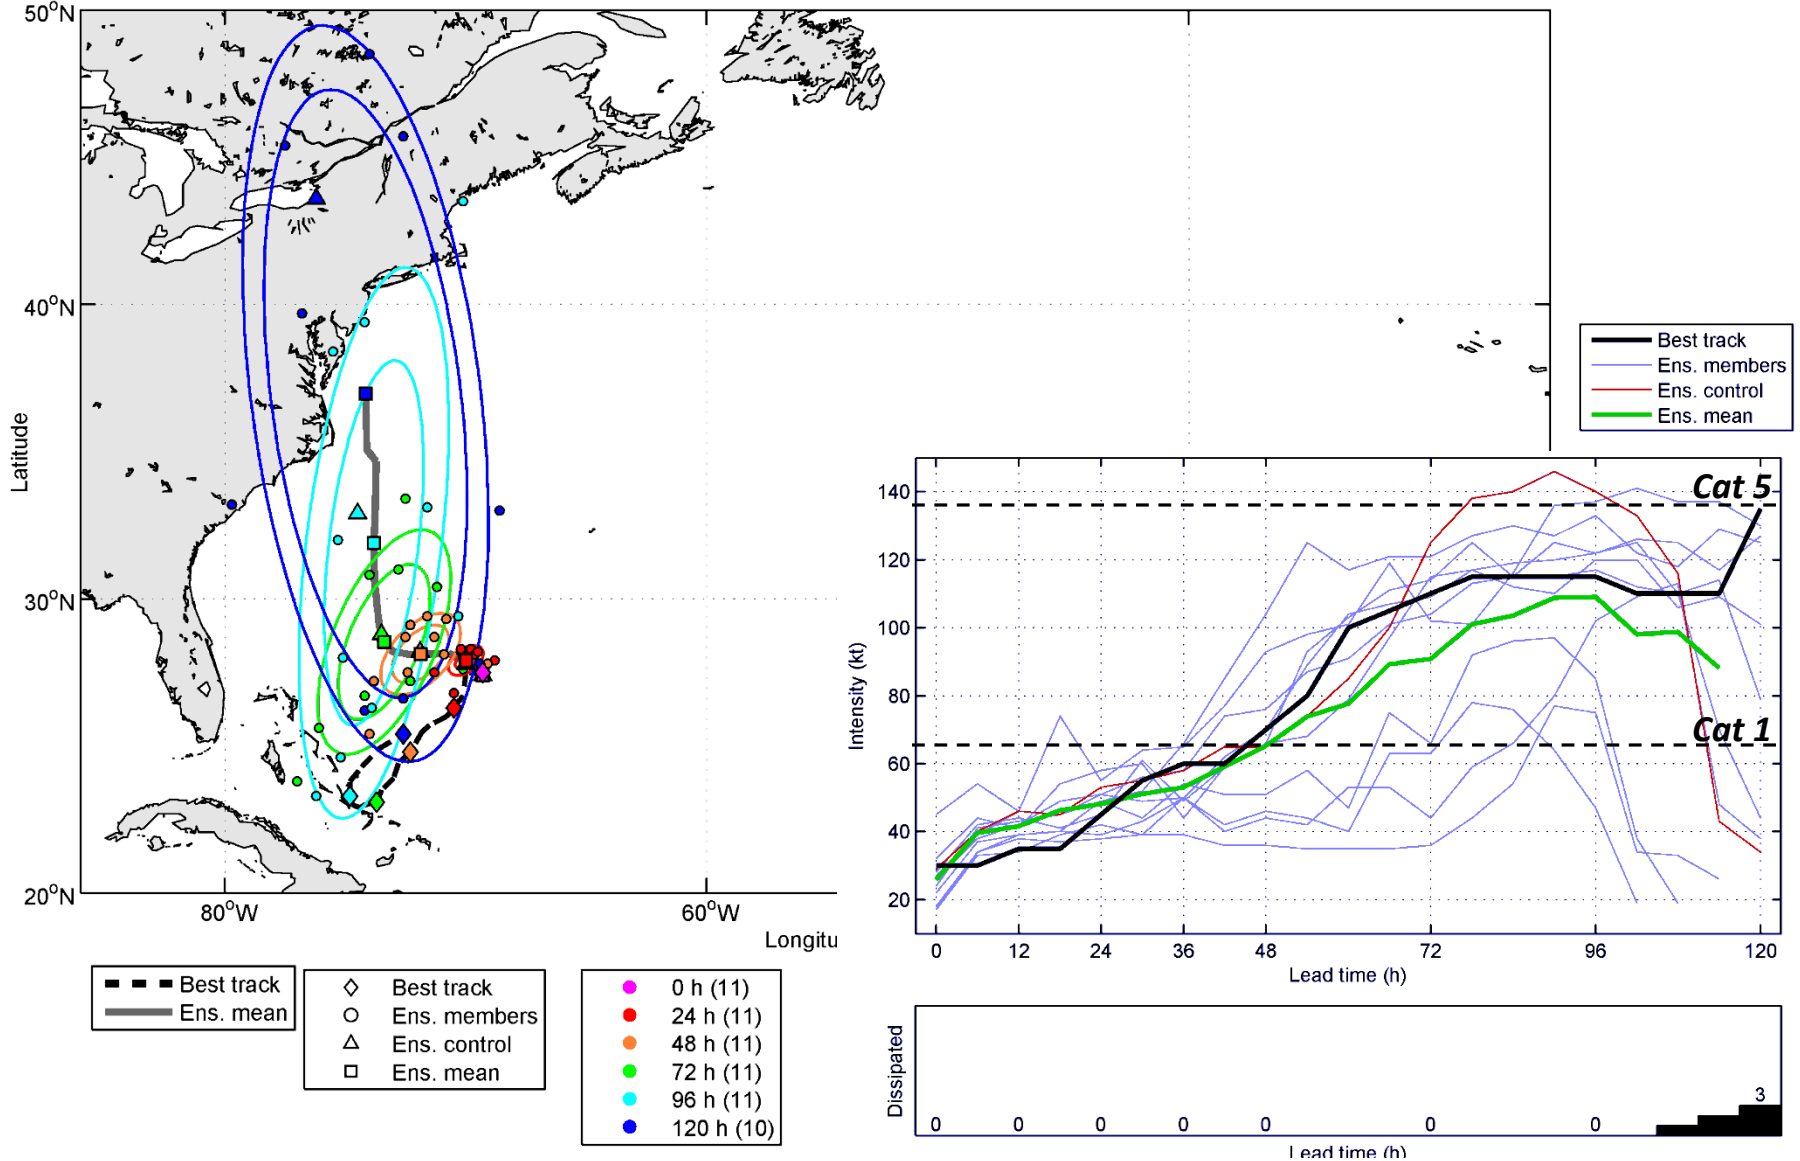 50°N
40°N
30°N
20°N
Latitude
80°W
60°W
Longitu
Best track
Ens. mean
Best track
Ens. members
Ens. control
Ens. mean
0 h (11)
24 h (11)
48 h (11)
72 h (11)
96 h (11)
120 h (10)
Best track
Ens. members
Ens. control
Ens. mean
Cat 5
Cat 1
140
120
100
80
60
40
20
Intensity (kt)
0 12 24 36 48 72 96 120
Lead time (h)
Dissipated
0 0 0 0 0 0 0 3
Lead time (h)